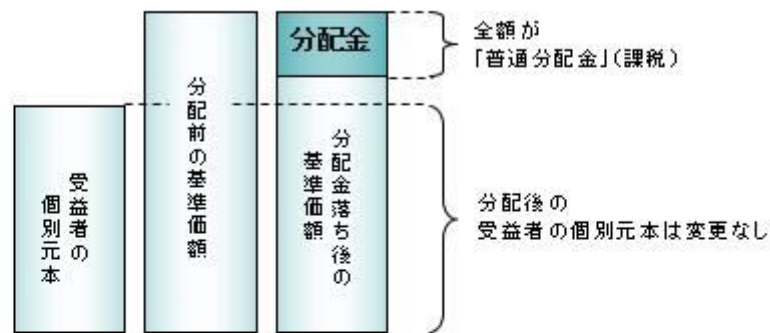 受益者の
個別元本
分配前の基準価額
分配金
分配金落ち後の
基準価額
全額が
「普通分配金」(課税)
分配後の
受益者の個別元本は変更なし